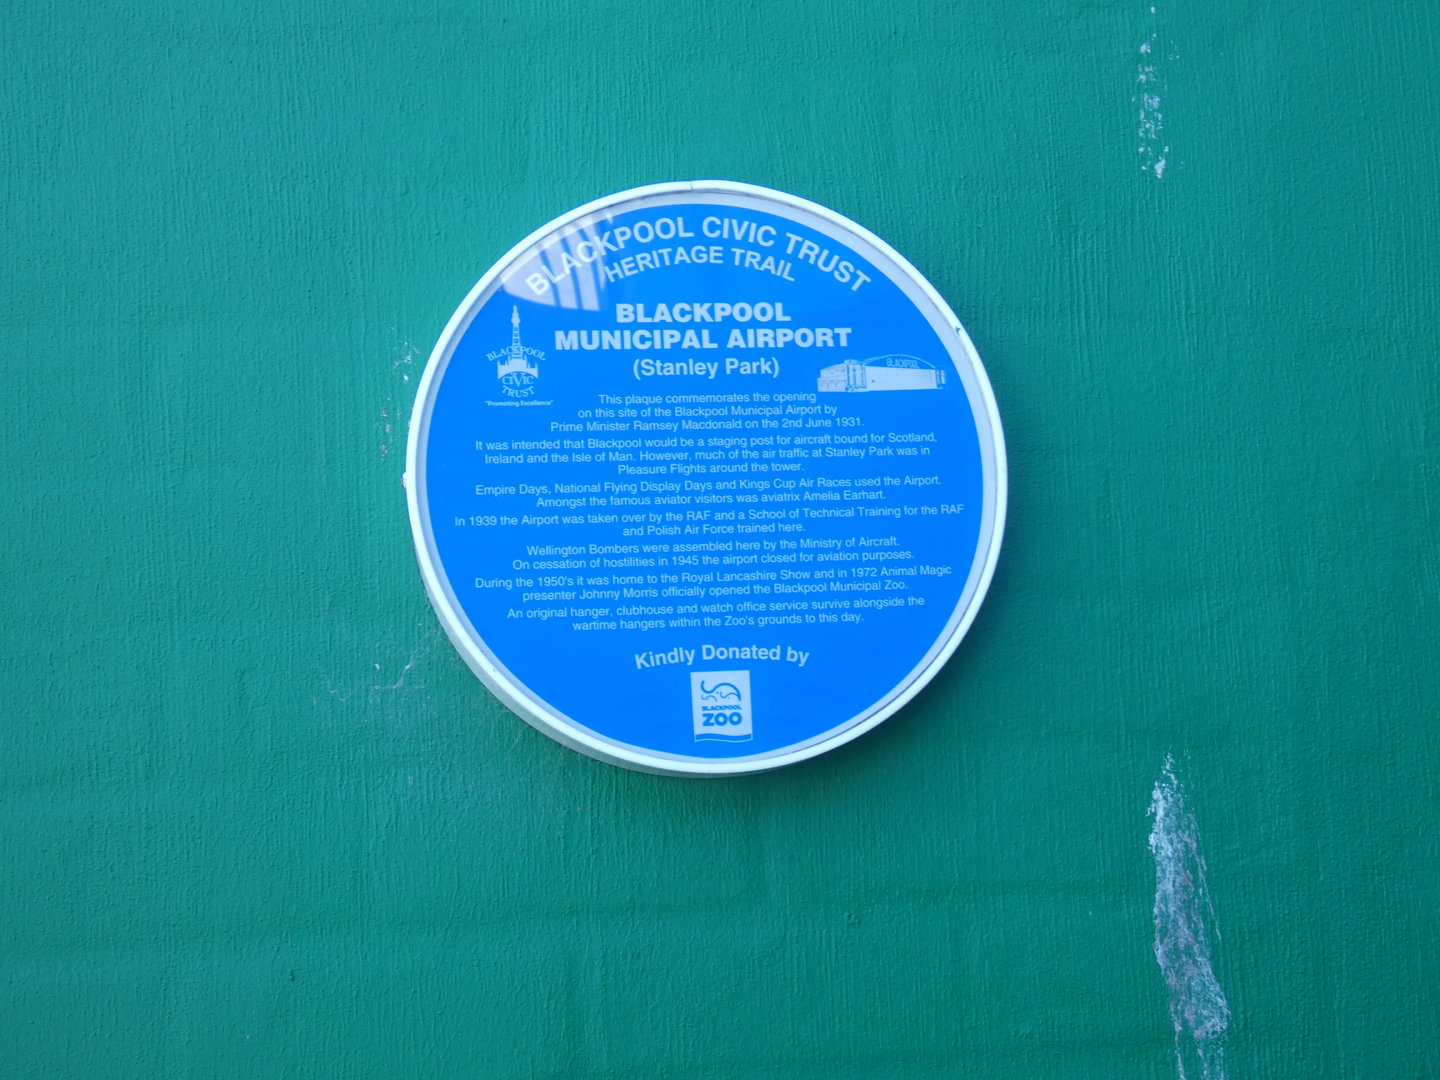 BLACKPOOL CIVIC TRUST
HERITAGE TRAIL
BLACKPOOL
MUNICIPAL AIRPORT
(Stanley Park)
BLACKPOOL
CIVIC
TRUST
"Promoting Excellence"
BLACKPOOL
This plaque commemorates the opening
on this site of the Blackpool Municipal Airport by
Prime Minister Ramsey Macdonald on the 2nd June 1931.
It was intended that Blackpool would be a staging post for aircraft bound for Scotland,
Ireland and the Isle of Man. However, much of the air traffic at Stanley Park was in
Pleasure Flights around the tower.
Empire Days, National Flying Display Days and Kings Cup Air Races used the Airport.
Amongst the famous aviator visitors was aviatrix Amelia Earhart.
In 1939 the Airport was taken over by the RAF and a School of Technical Training for the RAF
and Polish Air Force trained here.
Wellington Bombers were assembled here by the Ministry of Aircraft.
On cessation of hostilities in 1945 the airport closed for aviation purposes.
During the 1950's it was home to the Royal Lancashire Show and in 1972 Animal Magic
presenter Johnny Morris officially opened the Blackpool Municipal Zoo.
An original hanger, clubhouse and watch office service survive alongside the
wartime hangers within the Zoo's grounds to this day.
Kindly Donated by
BLACKPOOL
ZOO